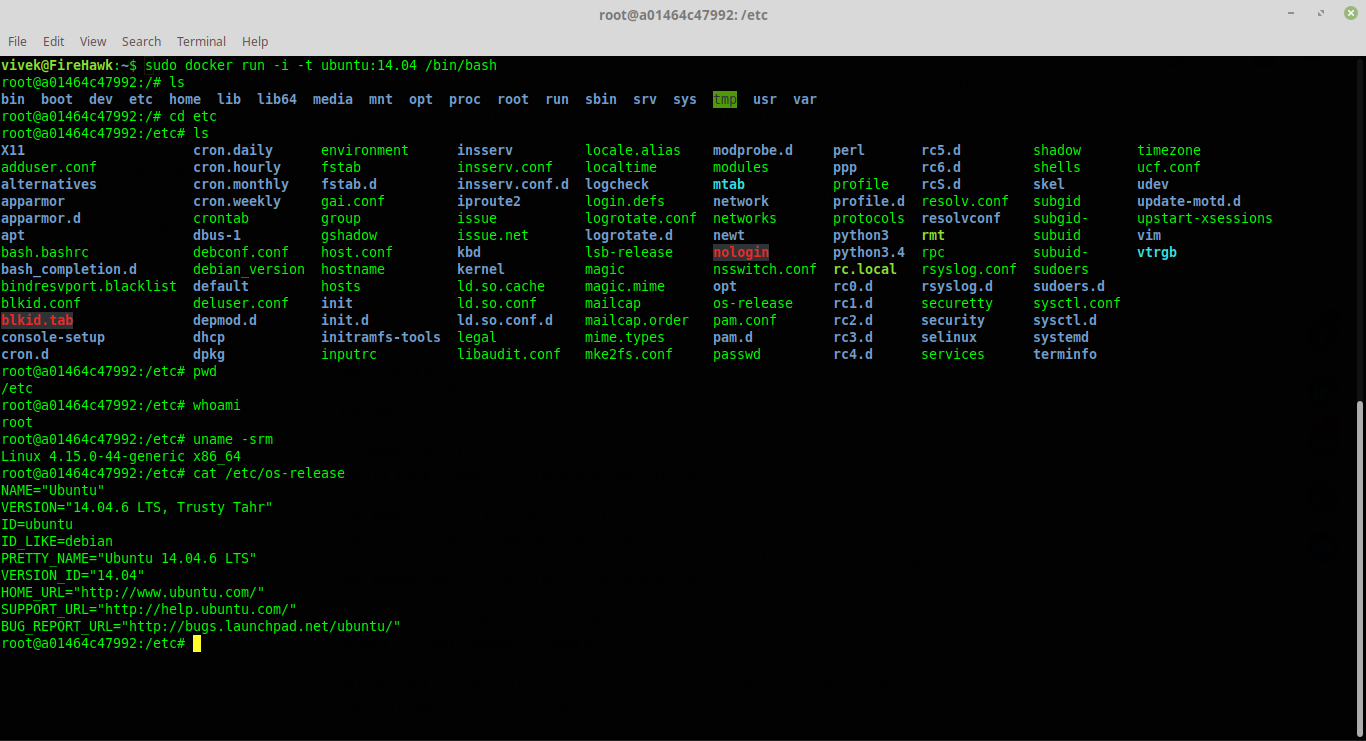 root@a01464c47992: /etc
File Edit View Search Terminal Help
vivek@FireHawk:~$ sudo docker run -i -t ubuntu:14.04 /bin/bash
root@a01464c47992:/# ls
bin boot dev etc home lib lib64 media mnt opt proc root run sbin srv sys tmp usr var
root@a01464c47992:/# cd etc
root@a01464c47992:/etc# ls
X11 cron.daily environment insserv locale.alias modprobe.d perl rc5.d shadow timezone
adduser.conf cron.hourly fstab insserv.conf localtime modules ppp rc6.d shells ucf.conf
alternatives cron.monthly fstab.d insserv.conf.d logcheck mtab profile rcS.d skel udev
apparmor cron.weekly gai.conf iproute2 login.defs network profile.d resolv.conf subgid update-motd.d
apparmor.d crontab group issue logrotate.conf networks protocols resolvconf subgid- upstart-xsessions
apt dbus-1 gshadow issue.net logrotate.d newt python3 rmt subuid vim
bash.bashrc debconf.conf host.conf kbd lsb-release nologin python3.4 rpc subuid- vtrgb
bash_completion.d debian_version hostname kernel magic nsswitch.conf rc.local rsyslog.conf sudoers
bindresvport.blacklist default hosts ld.so.cache magic.mime opt rc0.d rsyslog.d sudoers.d
blkid.conf deluser.conf init ld.so.conf mailcap os-release rc1.d securetty sysctl.conf
blkid.tab depmod.d init.d ld.so.conf.d mailcap.order pam.conf rc2.d security sysctl.d
console-setup dhcp initramfs-tools legal mime.types pam.d rc3.d selinux systemd
cron.d dpkg inputrc libaudit.conf mke2fs.conf passwd rc4.d services terminfo
root@a01464c47992:/etc# pwd
/etc
root@a01464c47992:/etc# whoami
root
root@a01464c47992:/etc# uname -srm
Linux 4.15.0-44-generic x86_64
root@a01464c47992:/etc# cat /etc/os-release
NAME="Ubuntu"
VERSION="14.04.6 LTS, Trusty Tahr"
ID=ubuntu
ID_LIKE=debian
PRETTY_NAME="Ubuntu 14.04.6 LTS"
VERSION_ID="14.04"
HOME_URL="http://www.ubuntu.com/"
SUPPORT_URL="http://help.ubuntu.com/"
BUG_REPORT_URL="http://bugs.launchpad.net/ubuntu/"
root@a01464c47992:/etc#